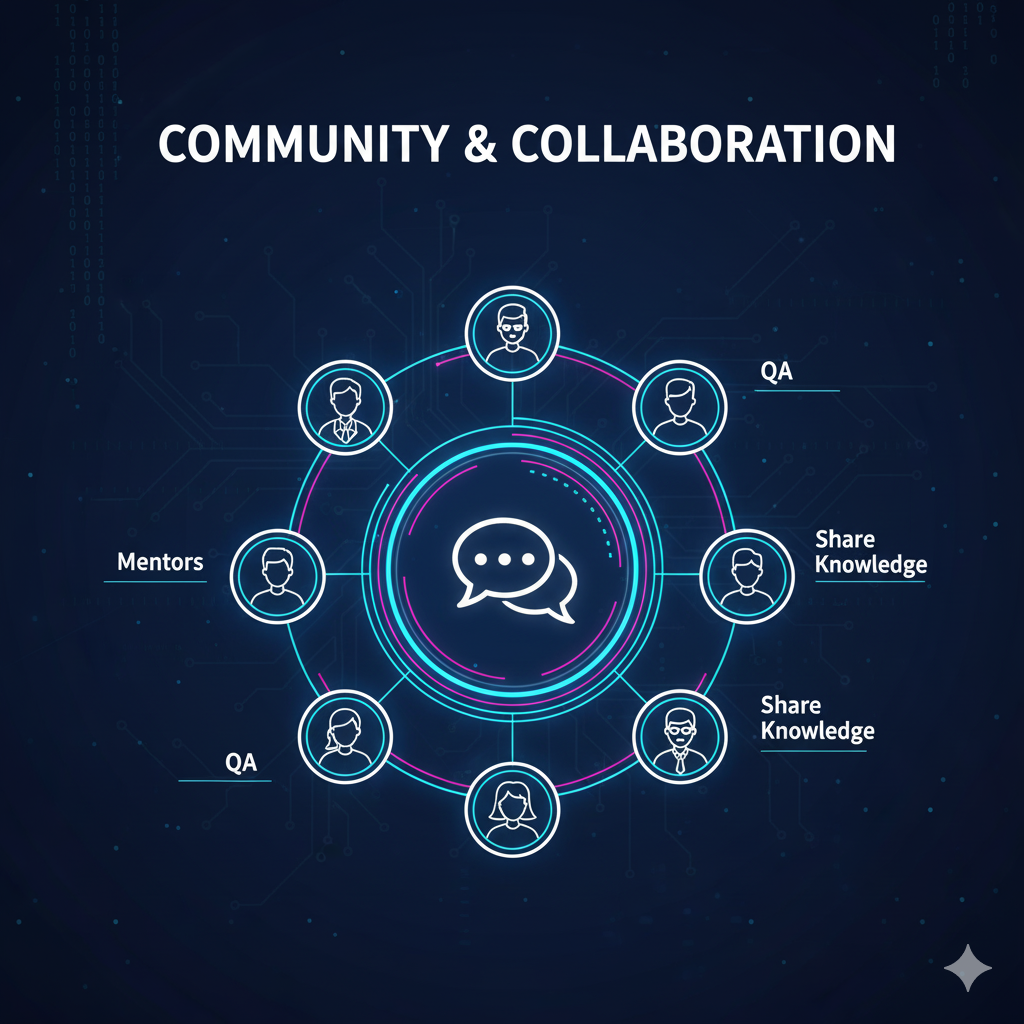 COMMUNITY & COLLABORATION
QA
Share
Knowledge
Mentors
Share
Knowledge
QA